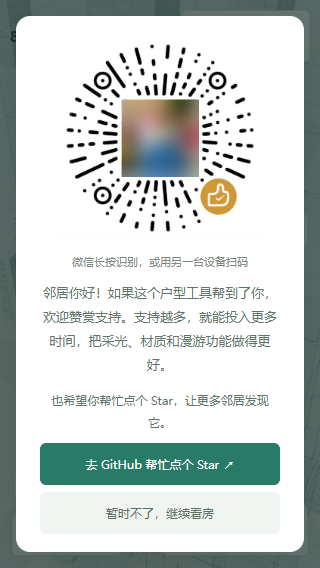 微信长按识别，或用另一台设备扫码
邻居你好！如果这个户型工具帮到了你，
欢迎赞赏支持。支持越多，就能投入更多
时间，把采光、材质和漫游功能做得更
好。
也希望你帮忙点个 Star，让更多邻居发现
它。
去 GitHub 帮忙点个 Star ↗
暂时不了，继续看房